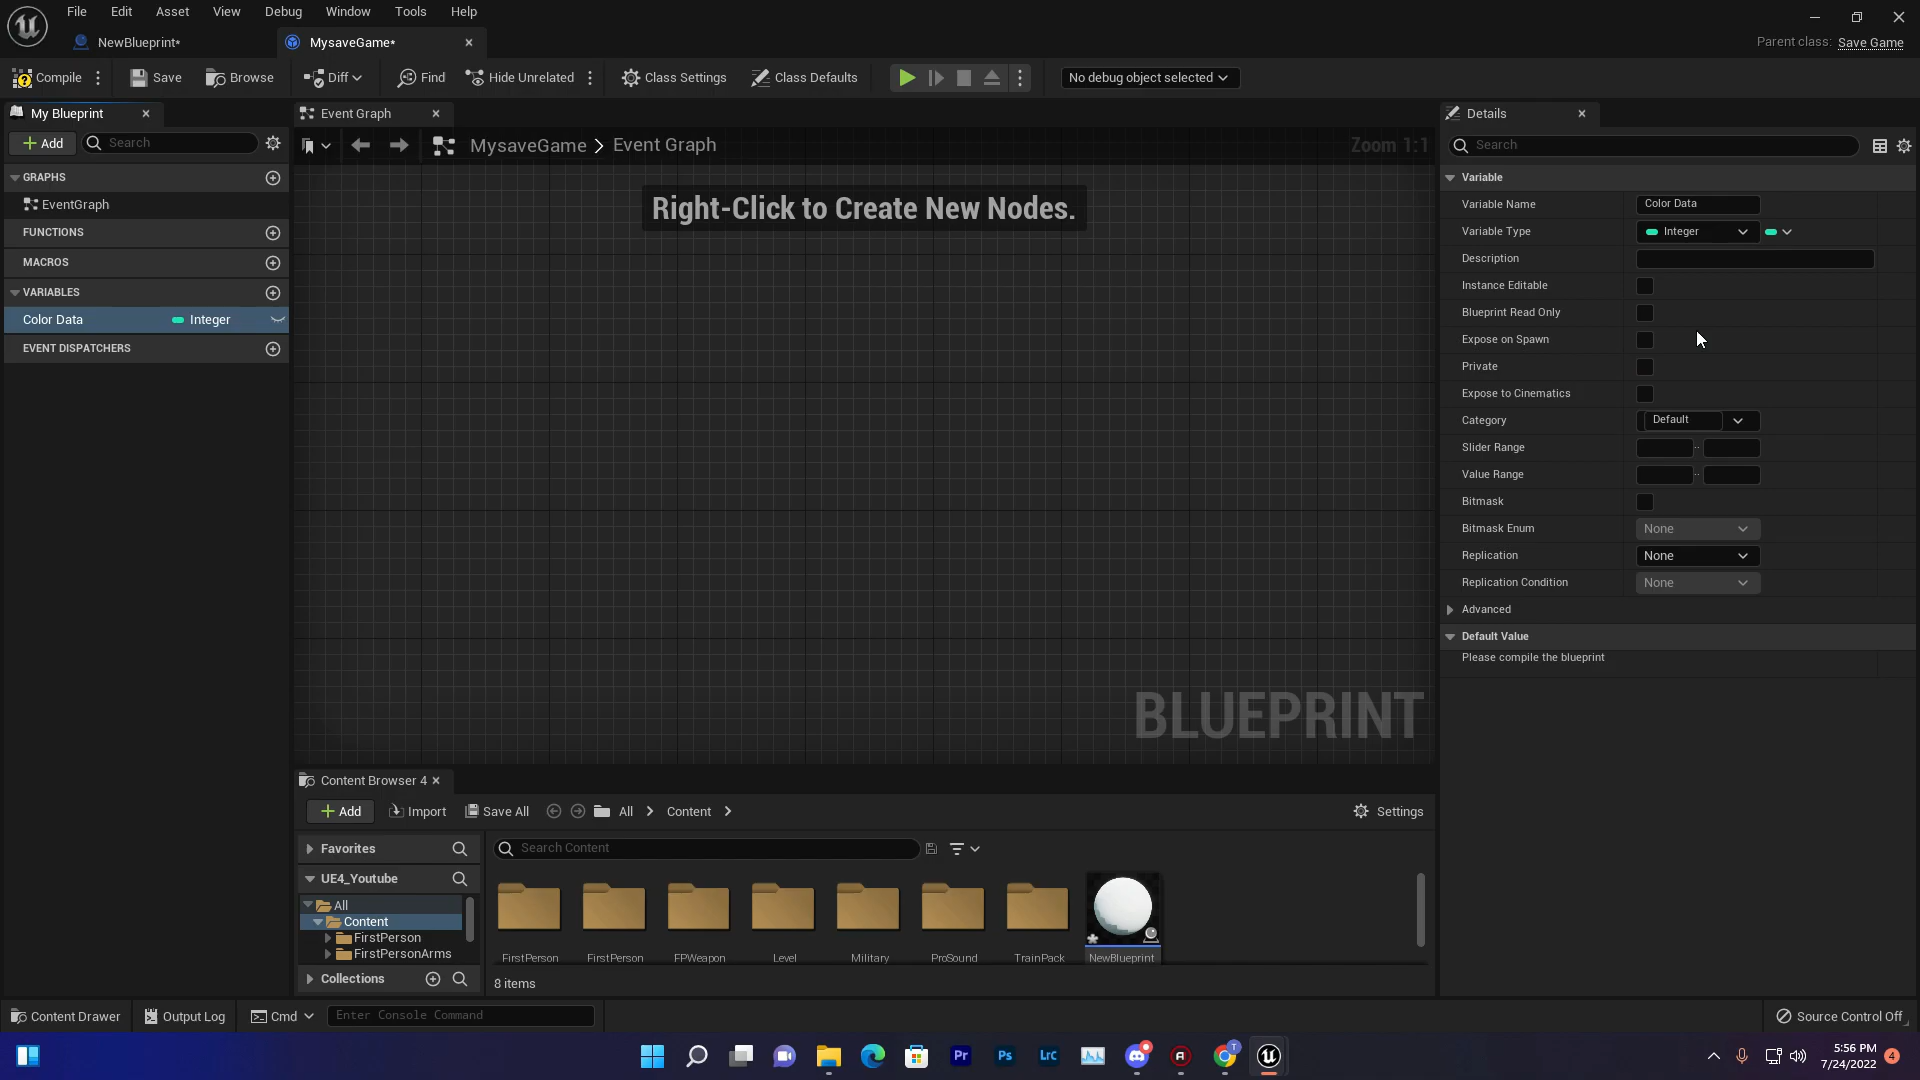 File Edit Asset View Debug Window Tools Help
NewBlueprint*
MysaveGame*
Parent class: Save Game
Compile Save Browse Diff Find Hide Unrelated Class Settings Class Defaults No debug object selected
My Blueprint
Event Graph
Details
Add
Search
MysaveGame > Event Graph
Zoom 1:1
Search
GRAPHS
EventGraph
FUNCTIONS
MACROS
VARIABLES
Color Data Integer
EVENT DISPATCHERS
Right-Click to Create New Nodes.
BLUEPRINT
Variable
Variable Name Color Data
Variable Type Integer
Description
Instance Editable
Blueprint Read Only
Expose on Spawn
Private
Expose to Cinematics
Category Default
Slider Range
Value Range
Bitmask
Bitmask Enum None
Replication None
Replication Condition None
Advanced
Default Value
Please compile the blueprint
Content Browser 4
Add Import Save All All > Content > Settings
Favorites
Search Content
UE4_Youtube
All
Content
FirstPerson
FirstPersonArms
Collections
FirstPerson FirstPerson FPWeapon Level Military ProSound TrainPack NewBlueprint
8 items
Content Drawer Output Log Cmd Enter Console Command Source Control Off
Pr Ps Lrc
T
5:56 PM
7/24/2022
4